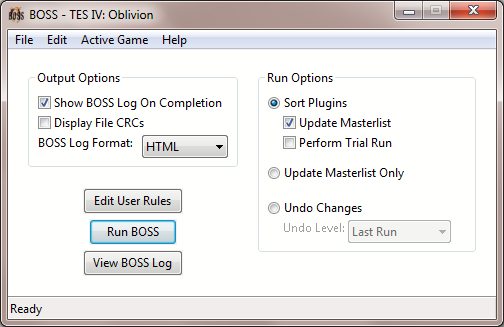 BOSS - TES IV: Oblivion
File Edit Active Game Help
Output Options
Show BOSS Log On Completion
Display File CRCs
BOSS Log Format: HTML
Edit User Rules
Run BOSS
View BOSS Log
Run Options
Sort Plugins
Update Masterlist
Perform Trial Run
Update Masterlist Only
Undo Changes
Undo Level: Last Run
Ready